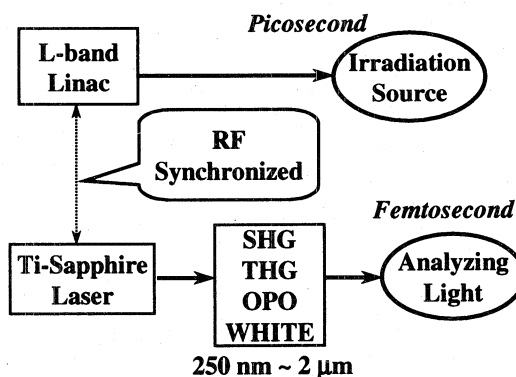 Picosecond
L-band
Linac
Irradiation
Source
RF
Synchronized
Femtosecond
Ti-Sapphire
Laser
SHG
THG
OPO
WHITE
Analyzing
Light
250 nm ~ 2 μm